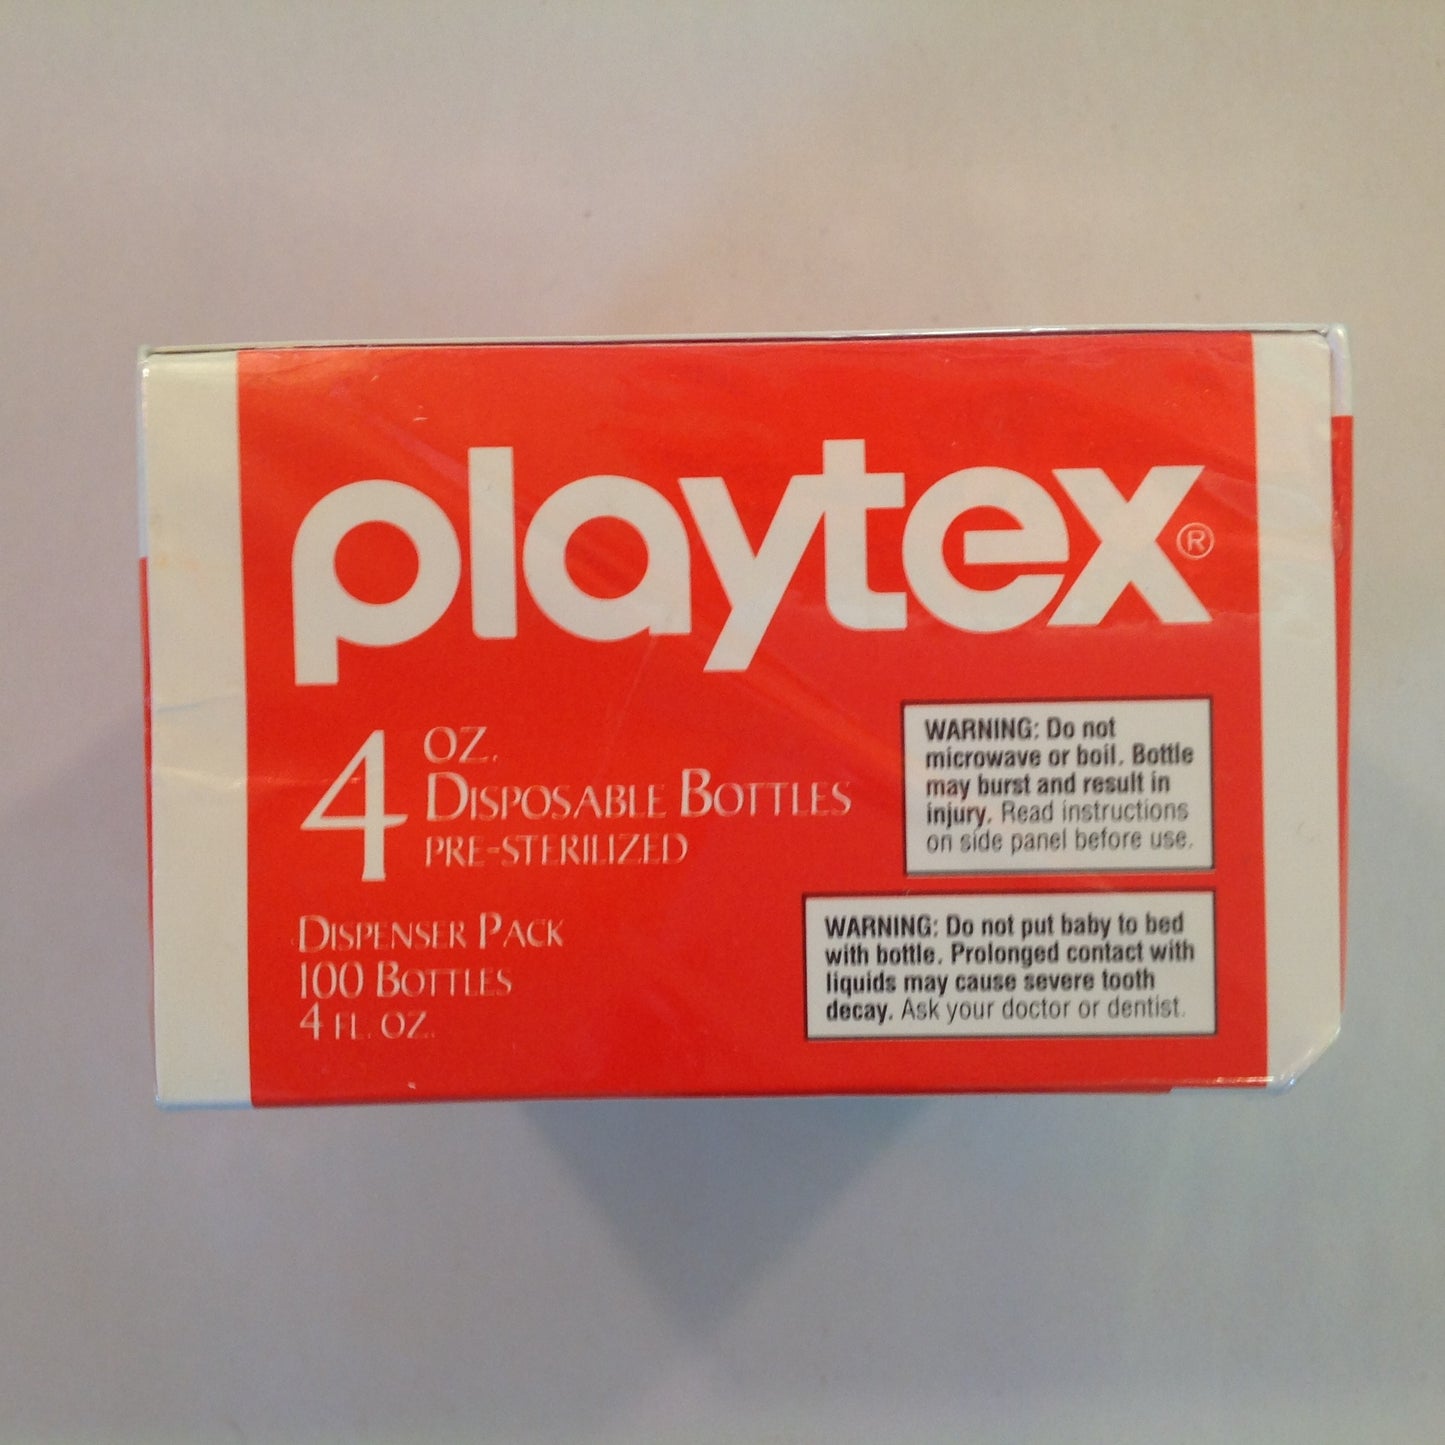 playtex®
4 OZ.
DISPOSABLE BOTTLES
PRE-STERILIZED
DISPENSER PACK
100 BOTTLES
4 FL. OZ.
WARNING: Do not
microwave or boil. Bottle
may burst and result in
injury. Read instructions
on side panel before use.
WARNING: Do not put baby to bed
with bottle. Prolonged contact with
liquids may cause severe tooth
decay. Ask your doctor or dentist.